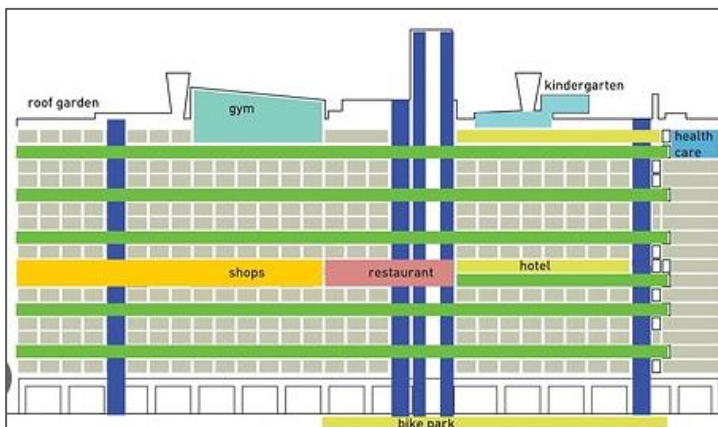 kindergarten
roof garden
gym
health
care
shops
restaurant
hotel
bike park